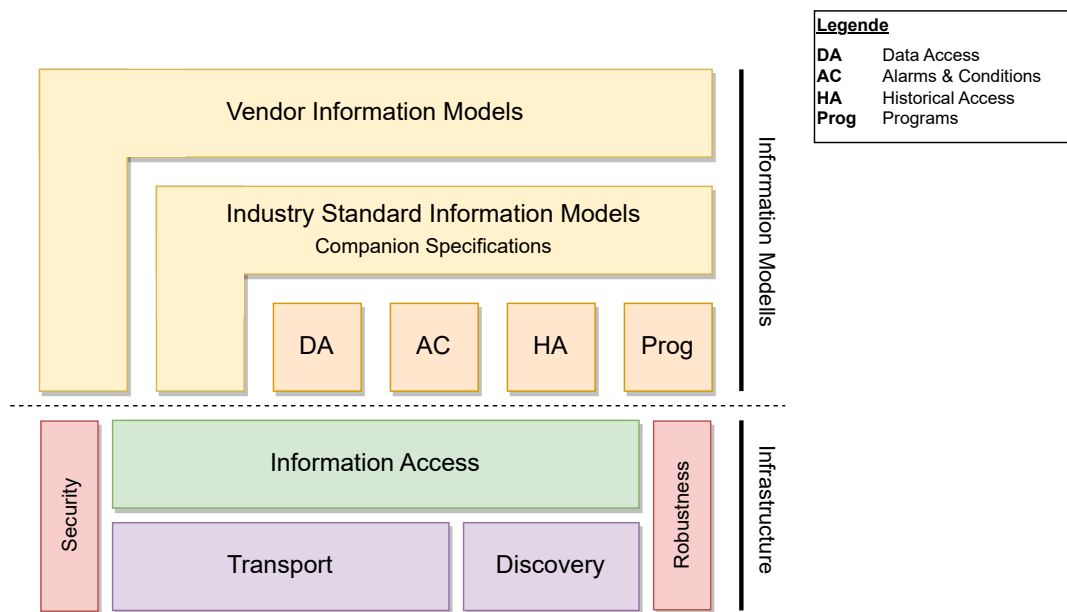 Legende
DA Data Access
AC Alarms & Conditions
HA Historical Access
Prog Programs
Vendor Information Models
Industry Standard Information Models
Companion Specifications
DA
AC
HA
Prog
Information Modells
Security
Information Access
Transport
Discovery
Robustness
Infrastructure